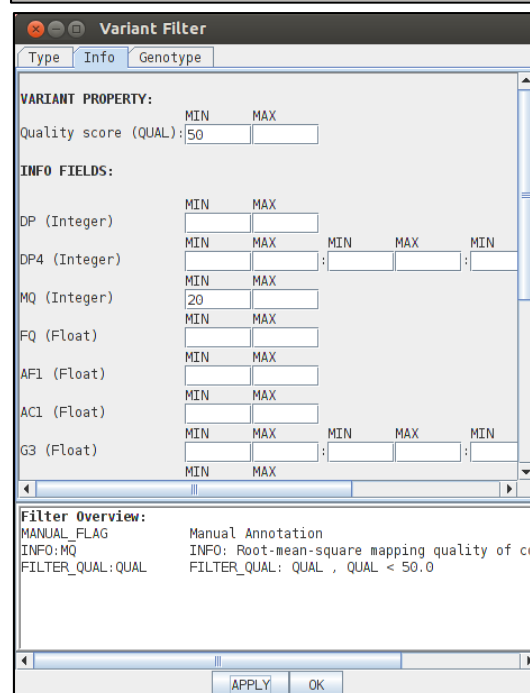 Variant Filter
Type Info Genotype
VARIANT PROPERTY:
MIN MAX
Quality score (QUAL): 50
INFO FIELDS:
MIN MAX
DP (Integer)
MIN MAX MIN MAX MIN
DP4 (Integer) : :
MIN MAX
MQ (Integer) 20
MIN MAX
FQ (Float)
MIN MAX
AF1 (Float)
MIN MAX
AC1 (Float)
MIN MAX MIN MAX MIN
G3 (Float) : :
MIN MAX
Filter Overview:
MANUAL_FLAG Manual Annotation
INFO:MQ INFO: Root-mean-square mapping quality of
FILTER_QUAL:QUAL FILTER_QUAL: QUAL , QUAL < 50.0
APPLY OK